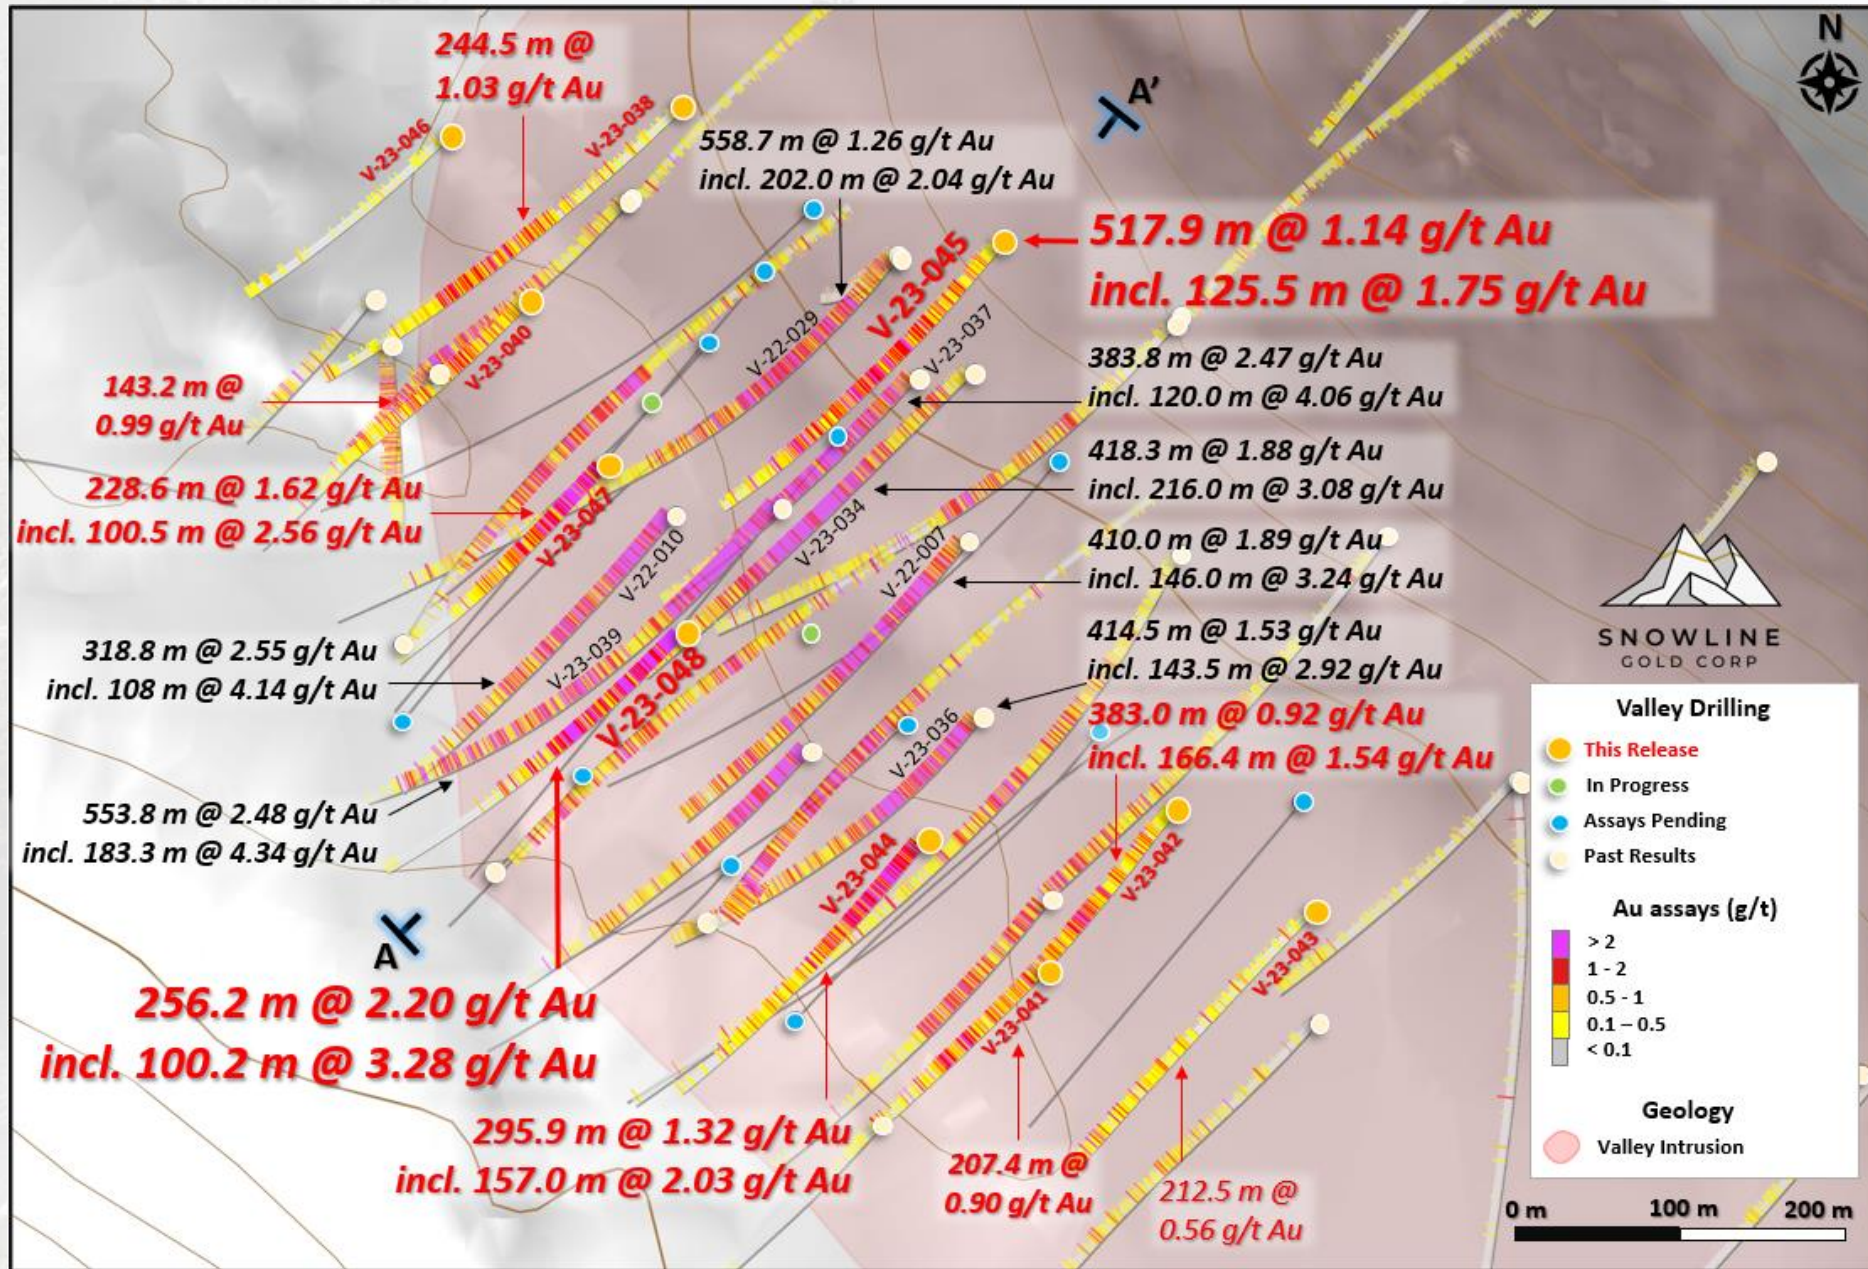 N
244.5 m @
1.03 g/t Au
A'
V-23-046
V-23-038
558.7 m @ 1.26 g/t Au
incl. 202.0 m @ 2.04 g/t Au
517.9 m @ 1.14 g/t Au
incl. 125.5 m @ 1.75 g/t Au
V-23-045
V-22-029
V-23-037
V-23-040
383.8 m @ 2.47 g/t Au
incl. 120.0 m @ 4.06 g/t Au
143.2 m @
0.99 g/t Au
418.3 m @ 1.88 g/t Au
incl. 216.0 m @ 3.08 g/t Au
228.6 m @ 1.62 g/t Au
incl. 100.5 m @ 2.56 g/t Au
V-23-047
V-22-010
V-23-034
V-22-007
410.0 m @ 1.89 g/t Au
incl. 146.0 m @ 3.24 g/t Au
414.5 m @ 1.53 g/t Au
incl. 143.5 m @ 2.92 g/t Au
SNOWLINE
GOLD CORP
318.8 m @ 2.55 g/t Au
incl. 108 m @ 4.14 g/t Au
V-23-039
V-23-048
V-23-036
383.0 m @ 0.92 g/t Au
incl. 166.4 m @ 1.54 g/t Au
553.8 m @ 2.48 g/t Au
incl. 183.3 m @ 4.34 g/t Au
V-23-044
V-23-042
A
256.2 m @ 2.20 g/t Au
incl. 100.2 m @ 3.28 g/t Au
V-23-043
V-23-041
295.9 m @ 1.32 g/t Au
incl. 157.0 m @ 2.03 g/t Au
207.4 m @
0.90 g/t Au
212.5 m @
0.56 g/t Au
Valley Drilling
This Release
In Progress
Assays Pending
Past Results
Au assays (g/t)
> 2
1 - 2
0.5 - 1
0.1 – 0.5
< 0.1
Geology
Valley Intrusion
0 m 100 m 200 m